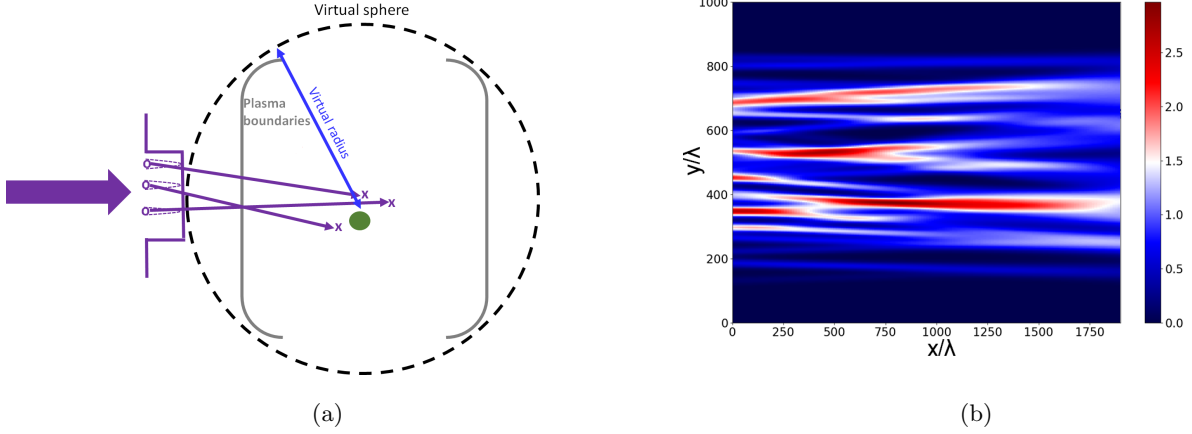 Virtual sphere
Plasma
boundaries
Virtual radius
o
x
o
x
o
x
(a)
1000
800
600
400
200
0
y/λ
0
250
500
750
1000
1250
1500
1750
x/λ
2.5
2.0
1.5
1.0
0.5
0.0
(b)